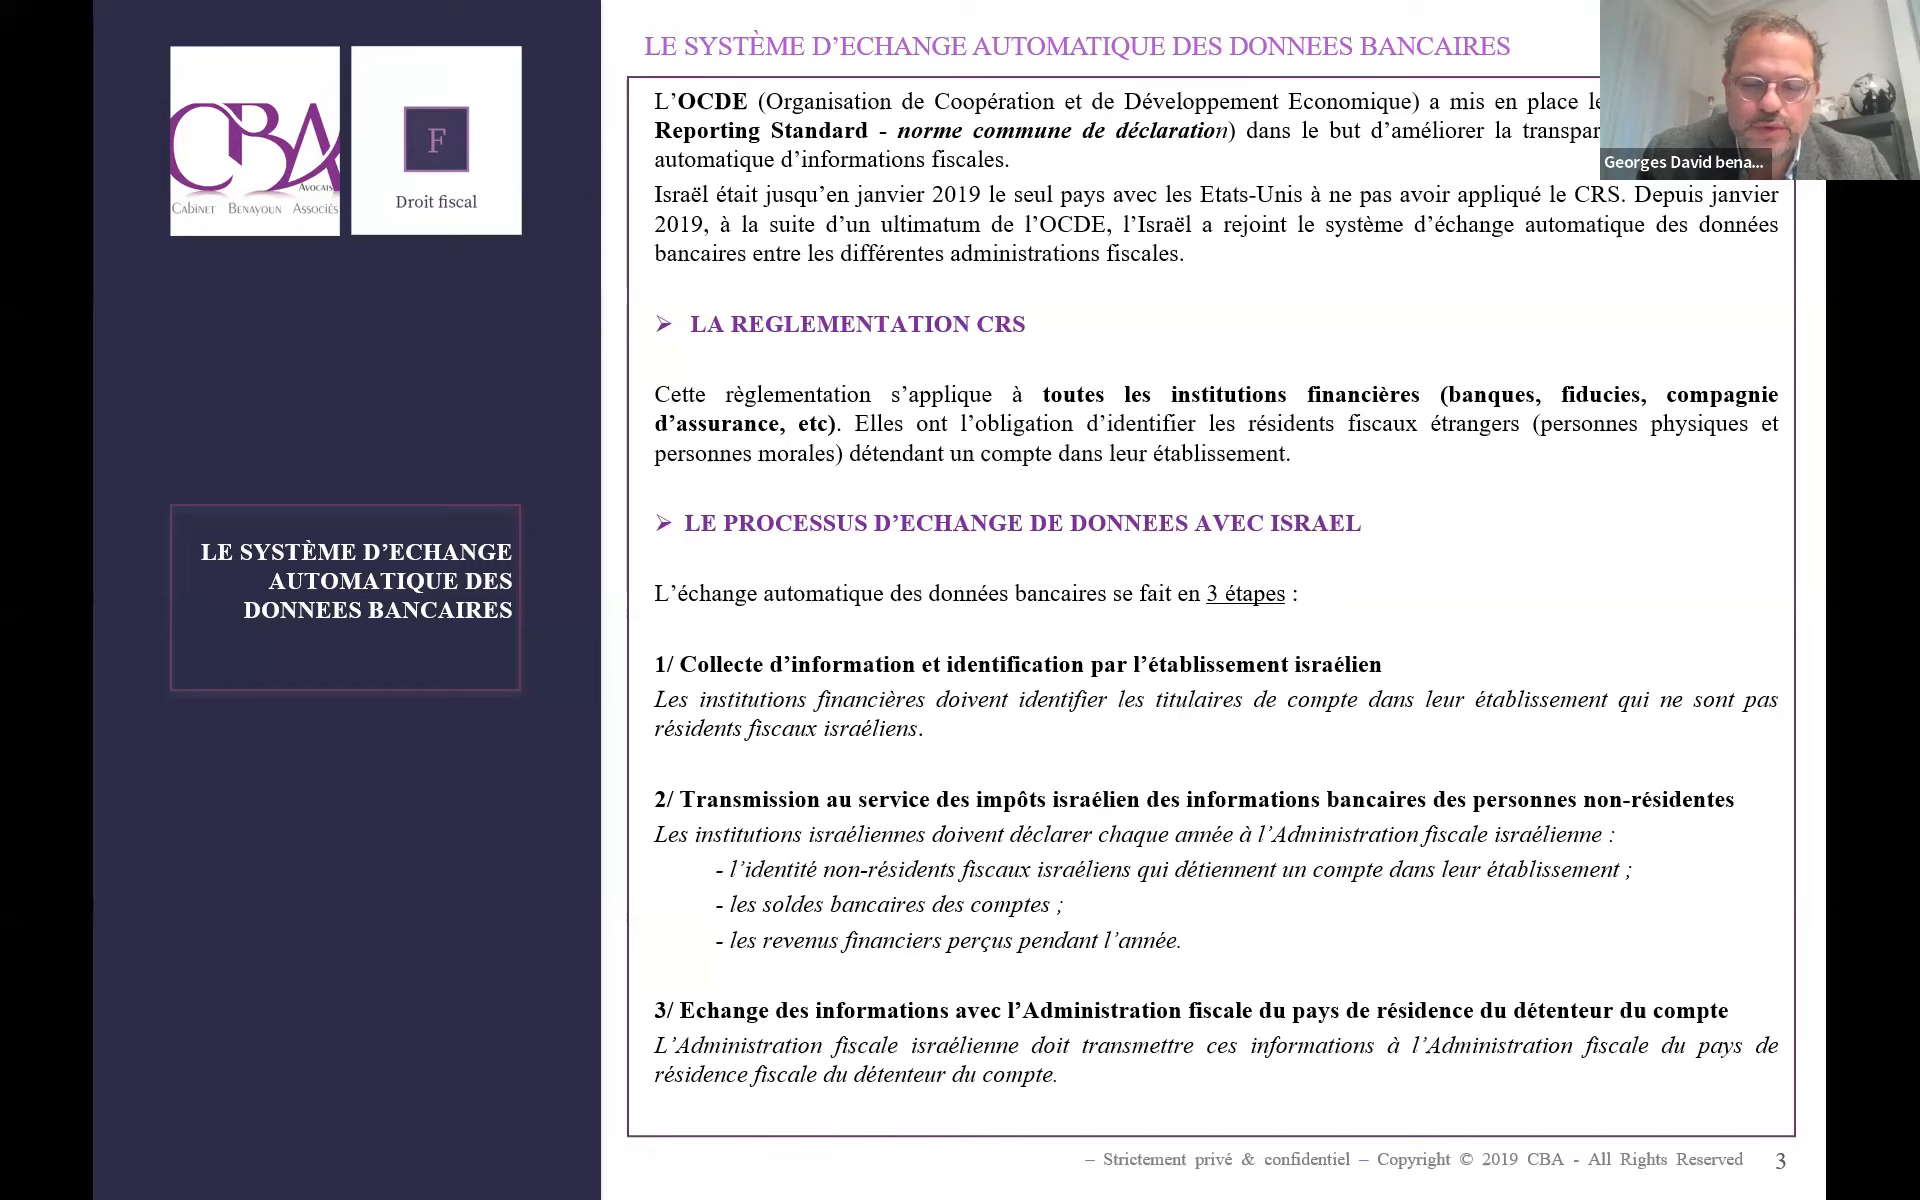 CBA
AVOCATS
CABINET BENAYOUN ASSOCIÉS
F
Droit fiscal
LE SYSTÈME D’ECHANGE
AUTOMATIQUE DES
DONNEES BANCAIRES
LE SYSTÈME D’ECHANGE AUTOMATIQUE DES DONNEES BANCAIRES
L’OCDE (Organisation de Coopération et de Développement Economique) a mis en place
Reporting Standard - norme commune de déclaration) dans le but d’améliorer la
automatique d’informations fiscales.
Israël était jusqu’en janvier 2019 le seul pays avec les Etats-Unis à ne pas avoir appliqué le CRS. Depuis janvier
2019, à la suite d’un ultimatum de l’OCDE, l’Israël a rejoint le système d’échange automatique des données
bancaires entre les différentes administrations fiscales.
➢ LA REGLEMENTATION CRS
Cette règlementation s’applique à toutes les institutions financières (banques, fiducies, compagnie
d’assurance, etc). Elles ont l’obligation d’identifier les résidents fiscaux étrangers (personnes physiques et
personnes morales) détendant un compte dans leur établissement.
➢ LE PROCESSUS D’ECHANGE DE DONNEES AVEC ISRAEL
L’échange automatique des données bancaires se fait en 3 étapes :
1/ Collecte d’information et identification par l’établissement israélien
Les institutions financières doivent identifier les titulaires de compte dans leur établissement qui ne sont pas
résidents fiscaux israéliens.
2/ Transmission au service des impôts israélien des informations bancaires des personnes non-résidentes
Les institutions israéliennes doivent déclarer chaque année à l’Administration fiscale israélienne :
- l’identité non-résidents fiscaux israéliens qui détiennent un compte dans leur établissement ;
- les soldes bancaires des comptes ;
- les revenus financiers perçus pendant l’année.
3/ Echange des informations avec l’Administration fiscale du pays de résidence du détenteur du compte
L’Administration fiscale israélienne doit transmettre ces informations à l’Administration fiscale du pays de
résidence fiscale du détenteur du compte.
– Strictement privé & confidentiel – Copyright © 2019 CBA - All Rights Reserved 3
Georges David bena...